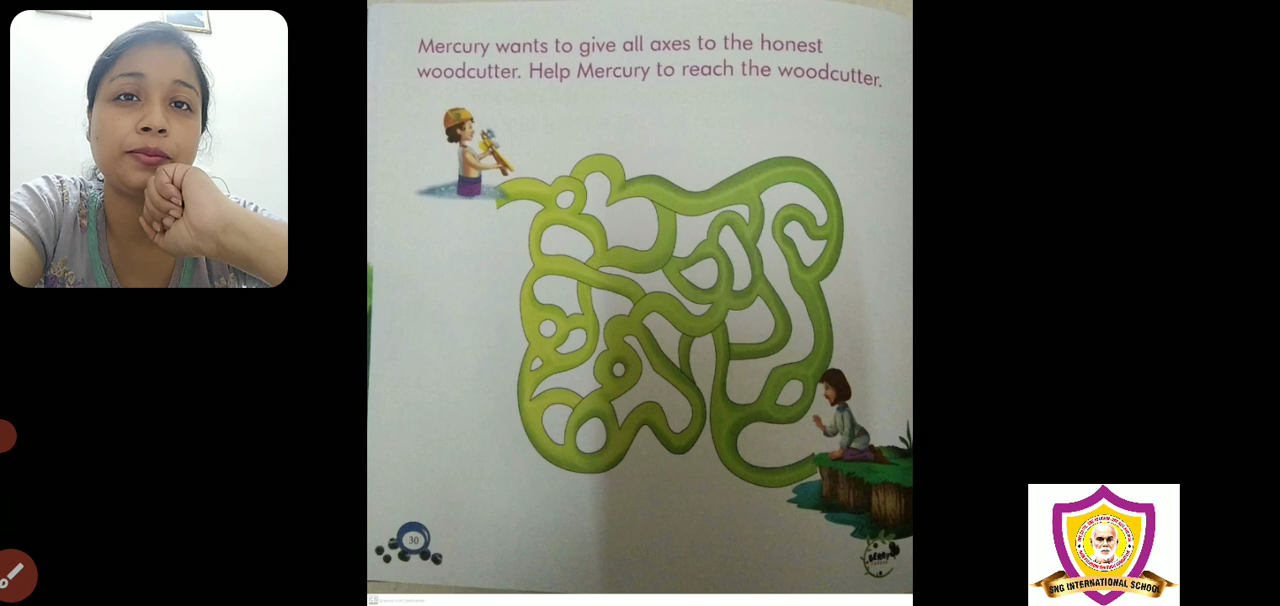 Mercury wants to give all axes to the honest
woodcutter. Help Mercury to reach the woodcutter.
30
BERRY
SNG INTERNATIONAL SCHOOL